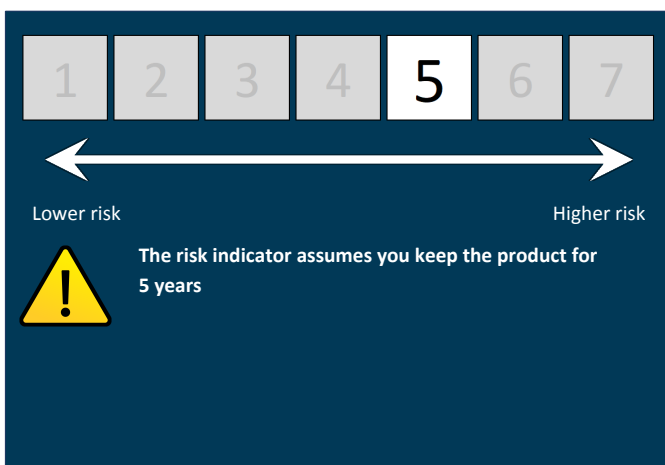 1 2 3 4 5 6 7
Lower risk Higher risk
!
The risk indicator assumes you keep the product for
5 years